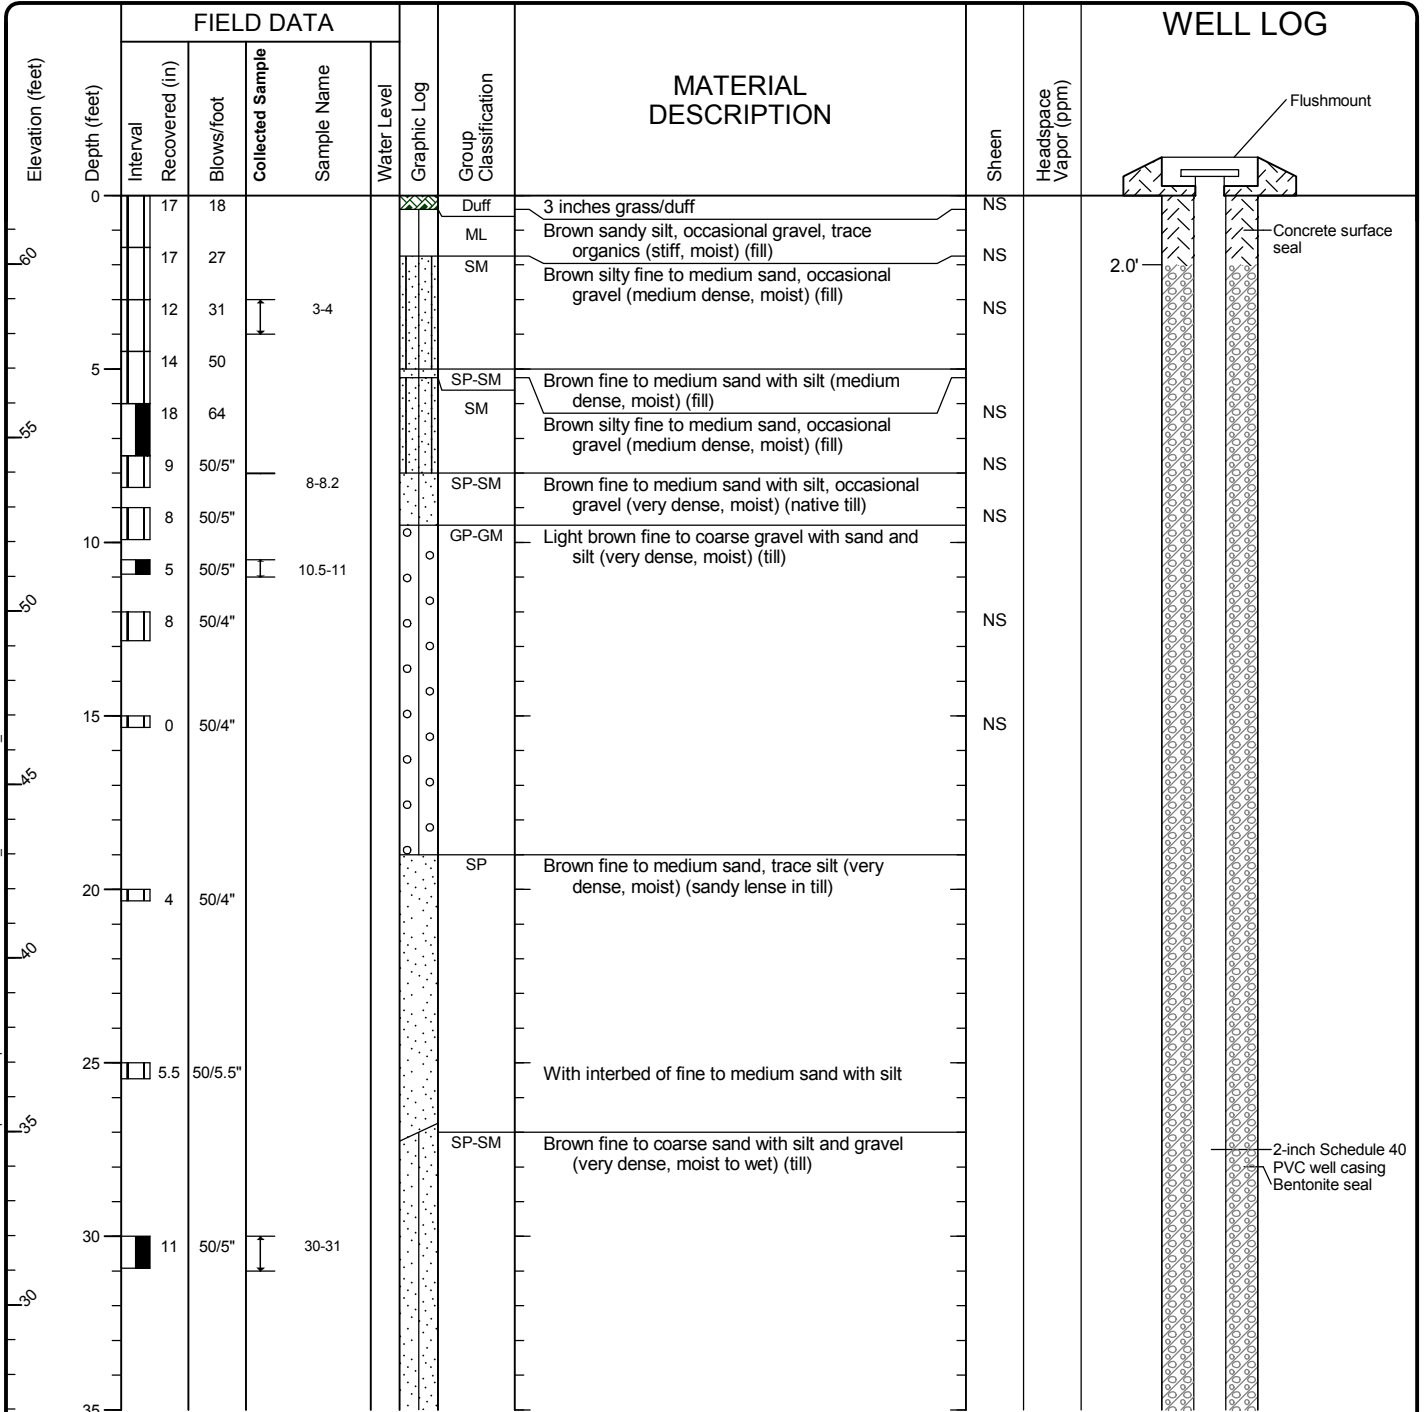 FIELD DATA
WELL LOG
Elevation (feet)
Depth (feet)
Interval
Recovered (in)
Blows/foot
Collected Sample
Sample Name
Water Level
Graphic Log
Group
Classification
MATERIAL
DESCRIPTION
Sheen
Headspace
Vapor (ppm)
Flushmount
0
17 18
Duff
3 inches grass/duff
NS
ML
Brown sandy silt, occasional gravel, trace
organics (stiff, moist) (fill)
Concrete surface
seal
60
17 27
NS
2.0'
SM
Brown silty fine to medium sand, occasional
gravel (medium dense, moist) (fill)
12 31
3-4
NS
14 50
5
SP-SM
Brown fine to medium sand with silt (medium
dense, moist) (fill)
18 64
SM
NS
Brown silty fine to medium sand, occasional
gravel (medium dense, moist) (fill)
55
9 50/5"
NS
8-8.2
SP-SM
Brown fine to medium sand with silt, occasional
gravel (very dense, moist) (native till)
8 50/5"
NS
10
GP-GM
Light brown fine to coarse gravel with sand and
silt (very dense, moist) (till)
5 50/5"
10.5-11
50
8 50/4"
NS
15
0 50/4"
NS
45
SP
Brown fine to medium sand, trace silt (very
dense, moist) (sandy lense in till)
20
4 50/4"
40
25
5.5 50/5.5"
With interbed of fine to medium sand with silt
35
SP-SM
Brown fine to coarse sand with silt and gravel
(very dense, moist to wet) (till)
2-inch Schedule 40
PVC well casing
Bentonite seal
30
11 50/5"
30-31
30
35